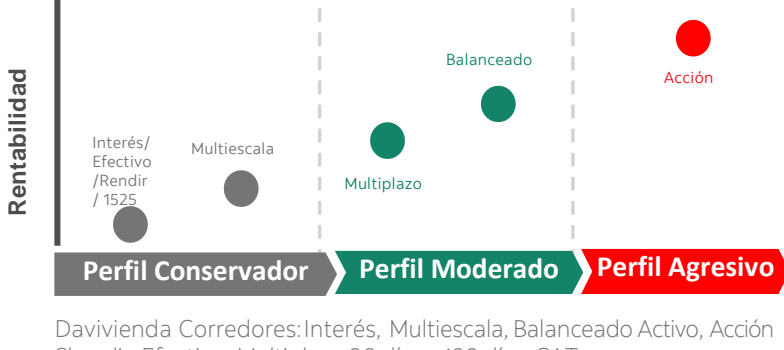 Rentabilidad
Balanceado
Acción
Interés/
Efectivo
/Rendir
/ 1525
Multiescala
Multiplazo
Perfil Conservador
Perfil Moderado
Perfil Agresivo
Davivienda Corredores: Interés, Multiescala, Balanceado Activo, Acción